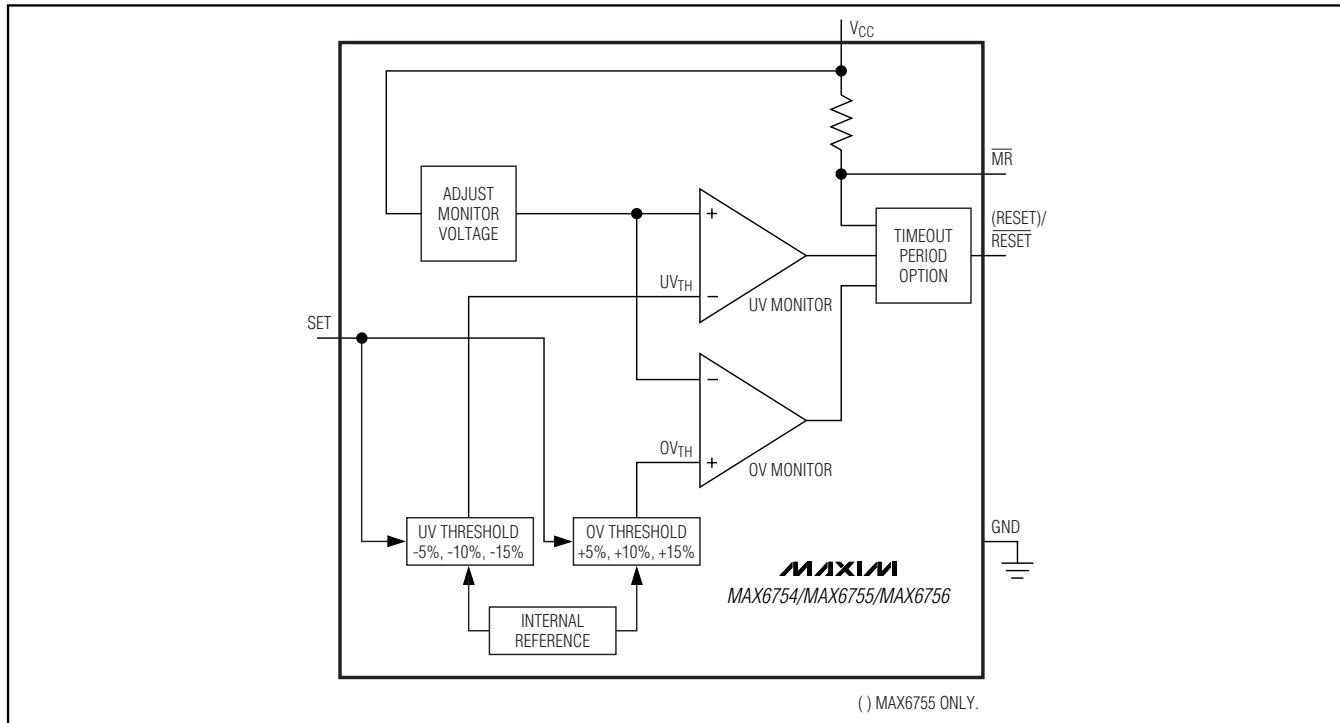 VCC
MR
ADJUST
MONITOR
VOLTAGE
+
(RESET)/
RESET
TIMEOUT
PERIOD
OPTION
UVTH
−
UV MONITOR
SET
−
OVTH
+
OV MONITOR
UV THRESHOLD
-5%, -10%, -15%
OV THRESHOLD
+5%, +10%, +15%
GND
MAXIM
MAX6754/MAX6755/MAX6756
INTERNAL
REFERENCE
( ) MAX6755 ONLY.